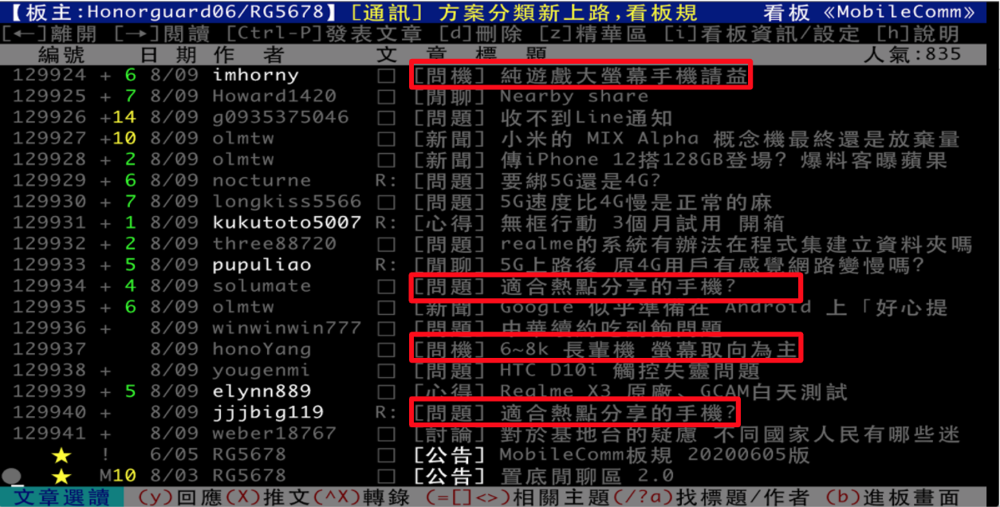 【板主:Honorguard06/RG5678】[通訊] 方案分類新上路,看板規 看板 《MobileComm》
[←]離開 [→]閱讀 [Ctrl-P]發表文章 [d]刪除 [z]精華區 [i]看板資訊/設定 [h]說明
編號 日 期 作 者 文 章 標 題 人氣:835
129924 + 6 8/09 imhorny □ [問機] 純遊戲大螢幕手機請益
129925 + 7 8/09 Howard1420 □ [閒聊] Nearby share
129926 +14 8/09 g0935375046 □ [問題] 收不到Line通知
129927 +10 8/09 olmtw □ [新聞] 小米的 MIX Alpha 概念機最終還是放棄量
129928 + 2 8/09 olmtw □ [新聞] 傳iPhone 12搭128GB登場? 爆料客曝蘋果
129929 + 6 8/09 nocturne R: [問題] 要綁5G還是4G?
129930 + 7 8/09 longkiss5566 □ [問題] 5G速度比4G慢是正常的麻
129931 + 1 8/09 kukutoto5007 R: [心得] 無框行動 3個月試用 開箱
129932 + 2 8/09 three88720 □ [問題] realme的系統有辦法在程式集建立資料夾嗎
129933 + 5 8/09 pupuliao R: [閒聊] 5G上路後 原4G用戶有感覺網路變慢嗎?
129934 + 4 8/09 solumate □ [問題] 適合熱點分享的手機?
129935 + 6 8/09 olmtw □ [新聞] Google 似乎準備在 Android 上「好心提
129936 + 8/09 winwinwin777 □ [問題] 中華續約吃到飽問題
129937 8/09 honoYang □ [問機] 6~8k 長輩機 螢幕取向為主
129938 + 8/09 yougenmi □ [問題] HTC D10i 觸控失靈問題
129939 + 5 8/09 elynn889 □ [心得] Realme X3 原廠、GCAM白天測試
129940 + 8/09 jjjbig119 R: [問題] 適合熱點分享的手機?
129941 + 8/09 weber18767 □ [討論] 對於基地台的疑慮 不同國家人民有哪些迷
★ ! 6/05 RG5678 □ [公告] MobileComm板規 20200605版
★ M10 8/03 RG5678 □ [公告] 置底閒聊區 2.0
文章選讀 (y)回應(X)推文(^X)轉錄 (=[]<>)相關主題(/?a)找標題/作者 (b)進板畫面